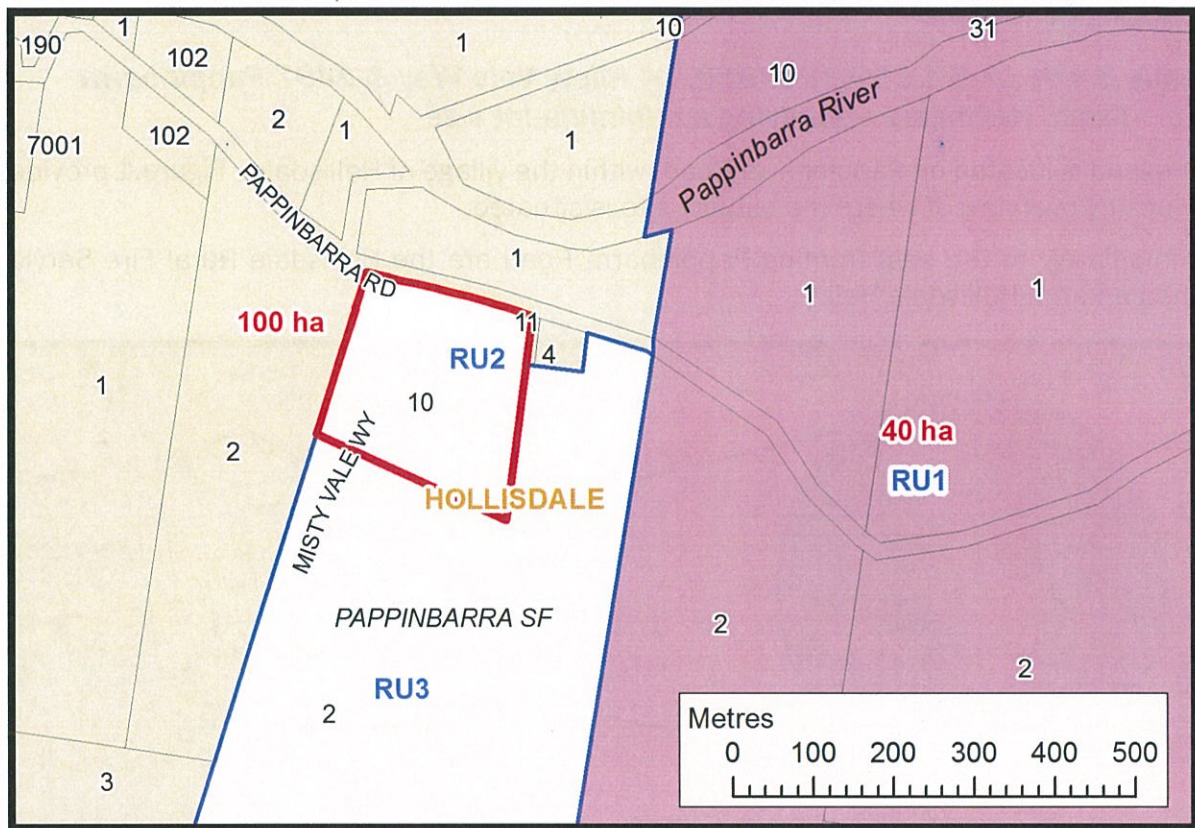 190
1
102
1
10
31
7001
102
2
1
1
10
Pappinbarra River
PAPPINBARRA RD
1
1
1
100 ha
11
RU2
4
1
10
2
40 ha
RU1
MISTY VALE WY
HOLLISDALE
PAPPINBARRA SF
2
2
RU3
2
3
Metres
0 100 200 300 400 500